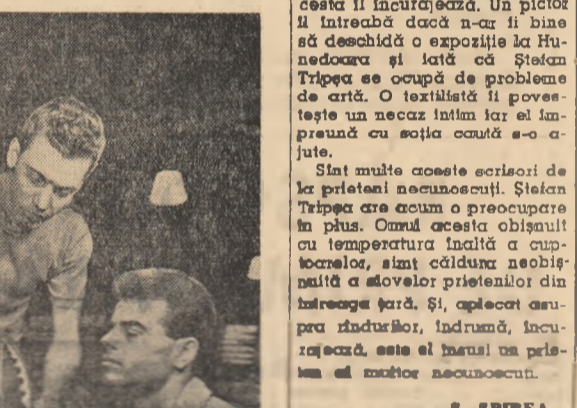 cesta îl încurajează. Un pictor
îl întreabă dacă n-ar fi bine
să deschidă o expoziție la Hu-
nedoara și iată că Ștefan
Tripșa se ocupă de probleme
de artă. O textilistă îi poves-
tește un necaz intim iar el îm-
preună cu soția caută s-o a-
jute.
Sînt multe aceste scrisori de
la prieteni necunoscuți. Ștefan
Tripșa are acum o preocupare
în plus. Omul acesta obișnuit
cu temperatura înaltă a cup-
toarelor, simt căldura neobiș-
nuită a slovelor prietenilor din
întreaga țară. Și, aplecat asu-
pra rîndurilor, îndrumă, încu-
rajează, este el însuși un prie-
ten al multor necunoscuți.
S. SPIREA